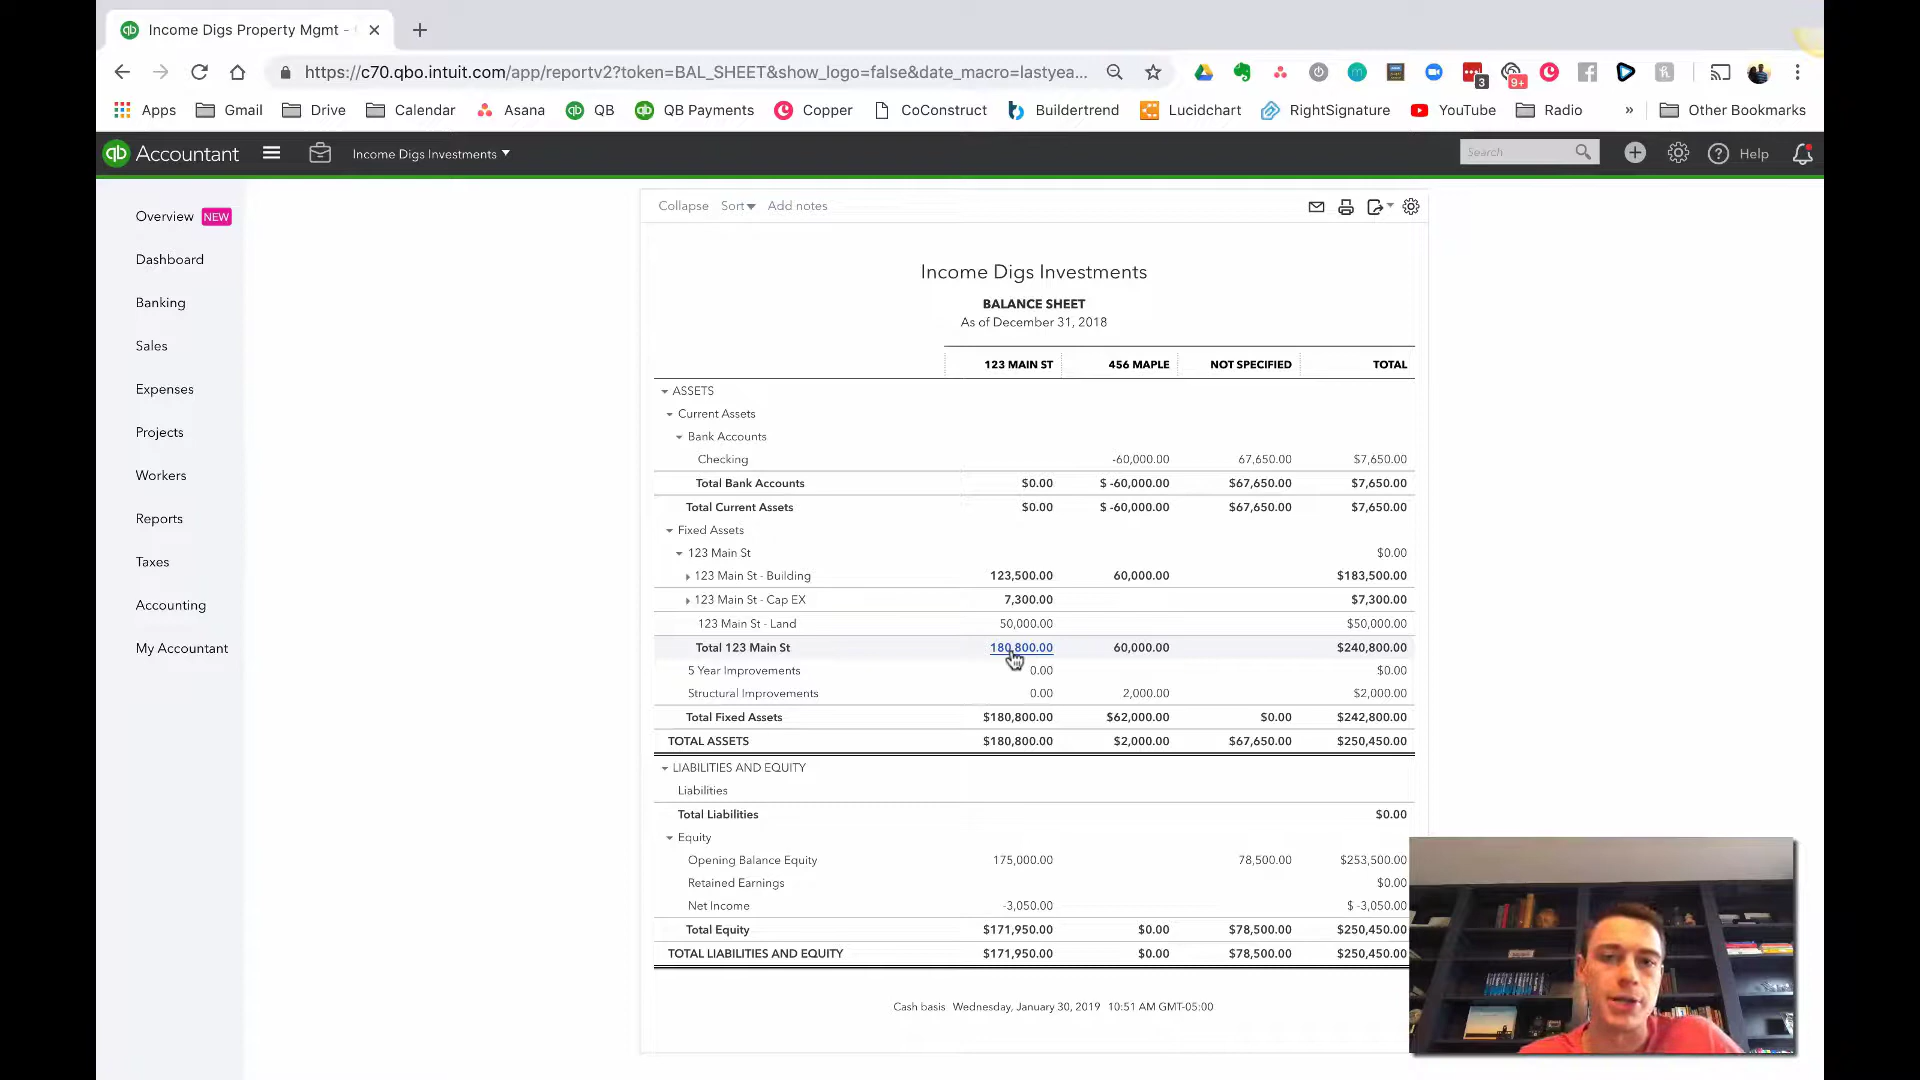 Income Digs Property Mgmt -
https://c70.qbo.intuit.com/app/reportv2?token=BAL_SHEET&show_logo=false&date_macro=lastyea...
3
9+
Apps Gmail Drive Calendar Asana QB QB Payments Copper CoConstruct Buildertrend Lucidchart RightSignature YouTube Radio » Other Bookmarks
qb Accountant Income Digs Investments Search Help
Overview NEW
Dashboard
Banking
Sales
Expenses
Projects
Workers
Reports
Taxes
Accounting
My Accountant
Collapse Sort Add notes
Income Digs Investments
BALANCE SHEET
As of December 31, 2018
123 MAIN ST 456 MAPLE NOT SPECIFIED TOTAL
ASSETS
Current Assets
Bank Accounts
Checking -60,000.00 67,650.00 $7,650.00
Total Bank Accounts $0.00 $ -60,000.00 $67,650.00 $7,650.00
Total Current Assets $0.00 $ -60,000.00 $67,650.00 $7,650.00
Fixed Assets
123 Main St $0.00
123 Main St - Building 123,500.00 60,000.00 $183,500.00
123 Main St - Cap EX 7,300.00 $7,300.00
123 Main St - Land 50,000.00 $50,000.00
Total 123 Main St 180,800.00 60,000.00 $240,800.00
5 Year Improvements 0.00 $0.00
Structural Improvements 0.00 2,000.00 $2,000.00
Total Fixed Assets $180,800.00 $62,000.00 $0.00 $242,800.00
TOTAL ASSETS $180,800.00 $2,000.00 $67,650.00 $250,450.00
LIABILITIES AND EQUITY
Liabilities
Total Liabilities $0.00
Equity
Opening Balance Equity 175,000.00 78,500.00 $253,500.00
Retained Earnings $0.00
Net Income -3,050.00 $ -3,050.00
Total Equity $171,950.00 $0.00 $78,500.00 $250,450.00
TOTAL LIABILITIES AND EQUITY $171,950.00 $0.00 $78,500.00 $250,450.00
Cash basis Wednesday, January 30, 2019 10:51 AM GMT-05:00